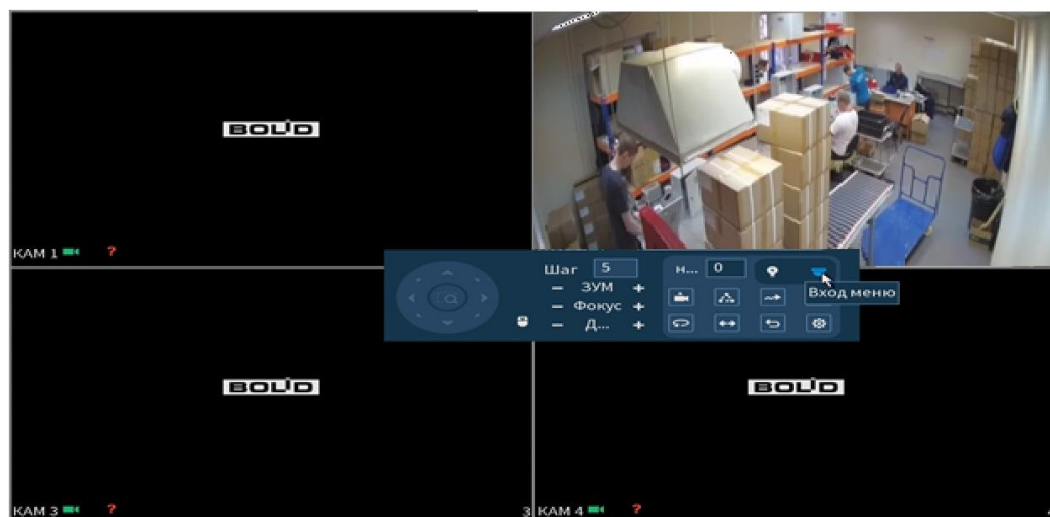 BOLID
КАМ 1 ?
Шаг 5 н... 0
– ЗУМ +
Вход меню
– Фокус +
– Д... +
BOLID
BOLID
КАМ 3 ? 3
КАМ 4 ?